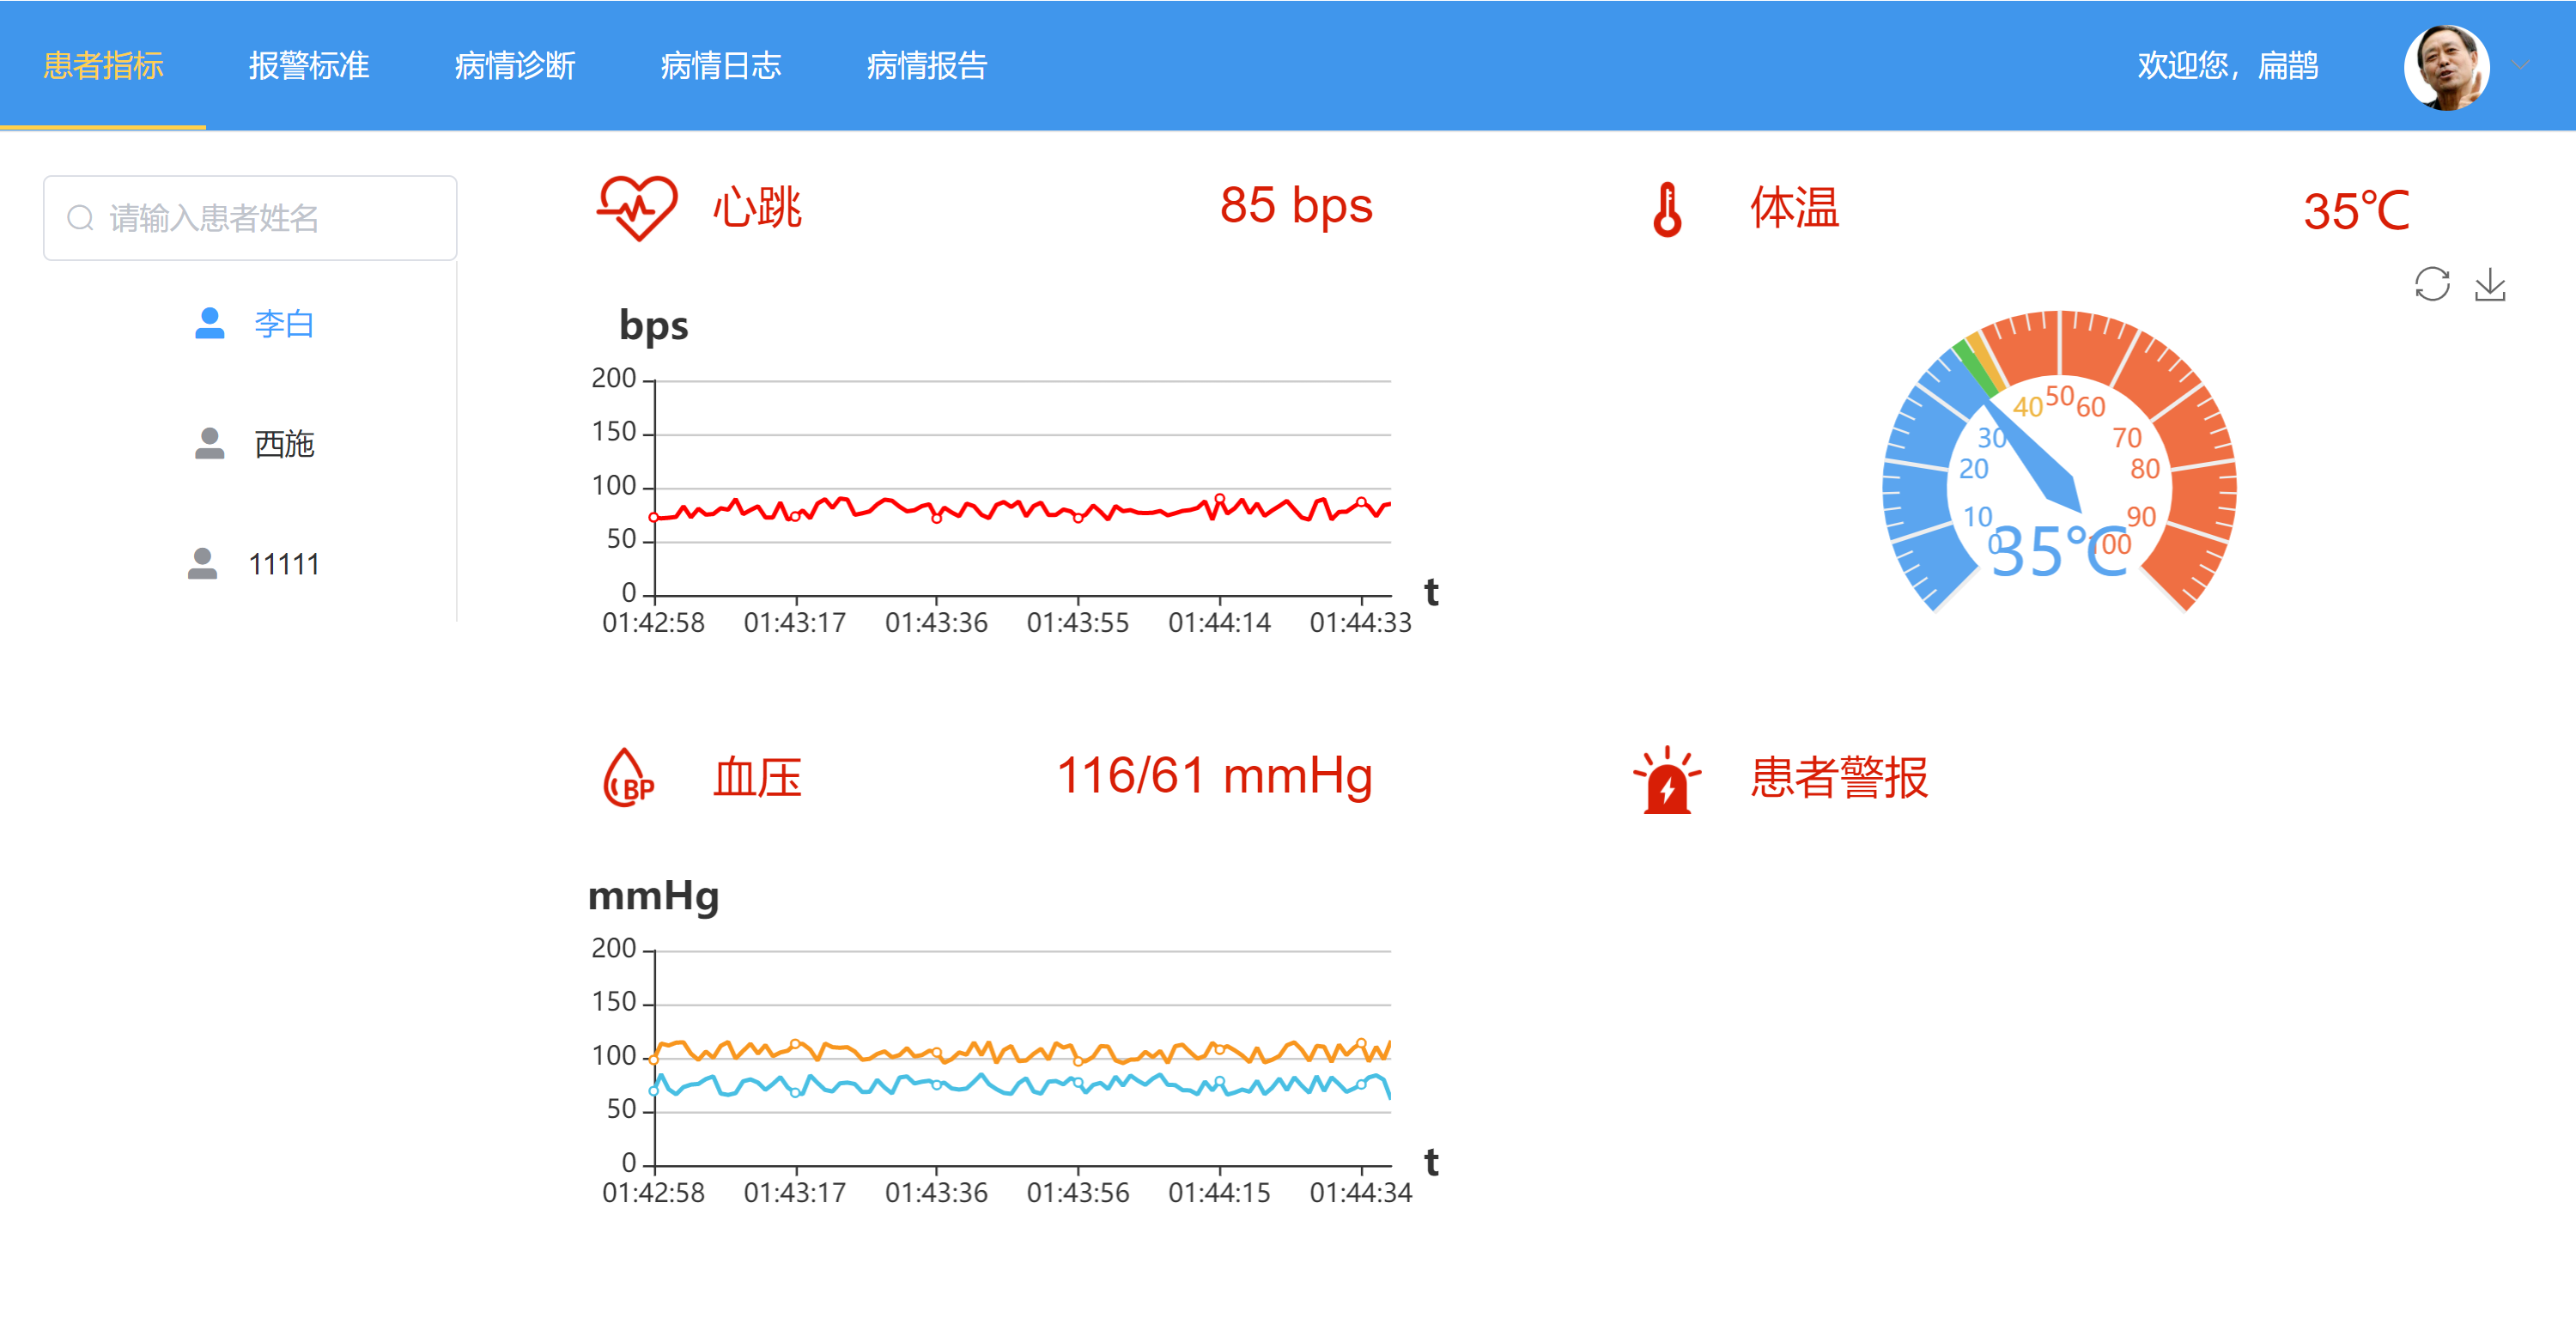 患者指标 报警标准 病情诊断 病情日志 病情报告 欢迎您，扁鹊
请输入患者姓名
李白
西施
11111
心跳 85 bps
bps
200
150
100
50
0
t
01:42:58 01:43:17 01:43:36 01:43:55 01:44:14 01:44:33
体温 35℃
0 10 20 30 40 50 60 70 80 90 100
35℃
血压 116/61 mmHg
BP
mmHg
200
150
100
50
0
t
01:42:58 01:43:17 01:43:36 01:43:56 01:44:15 01:44:34
患者警报